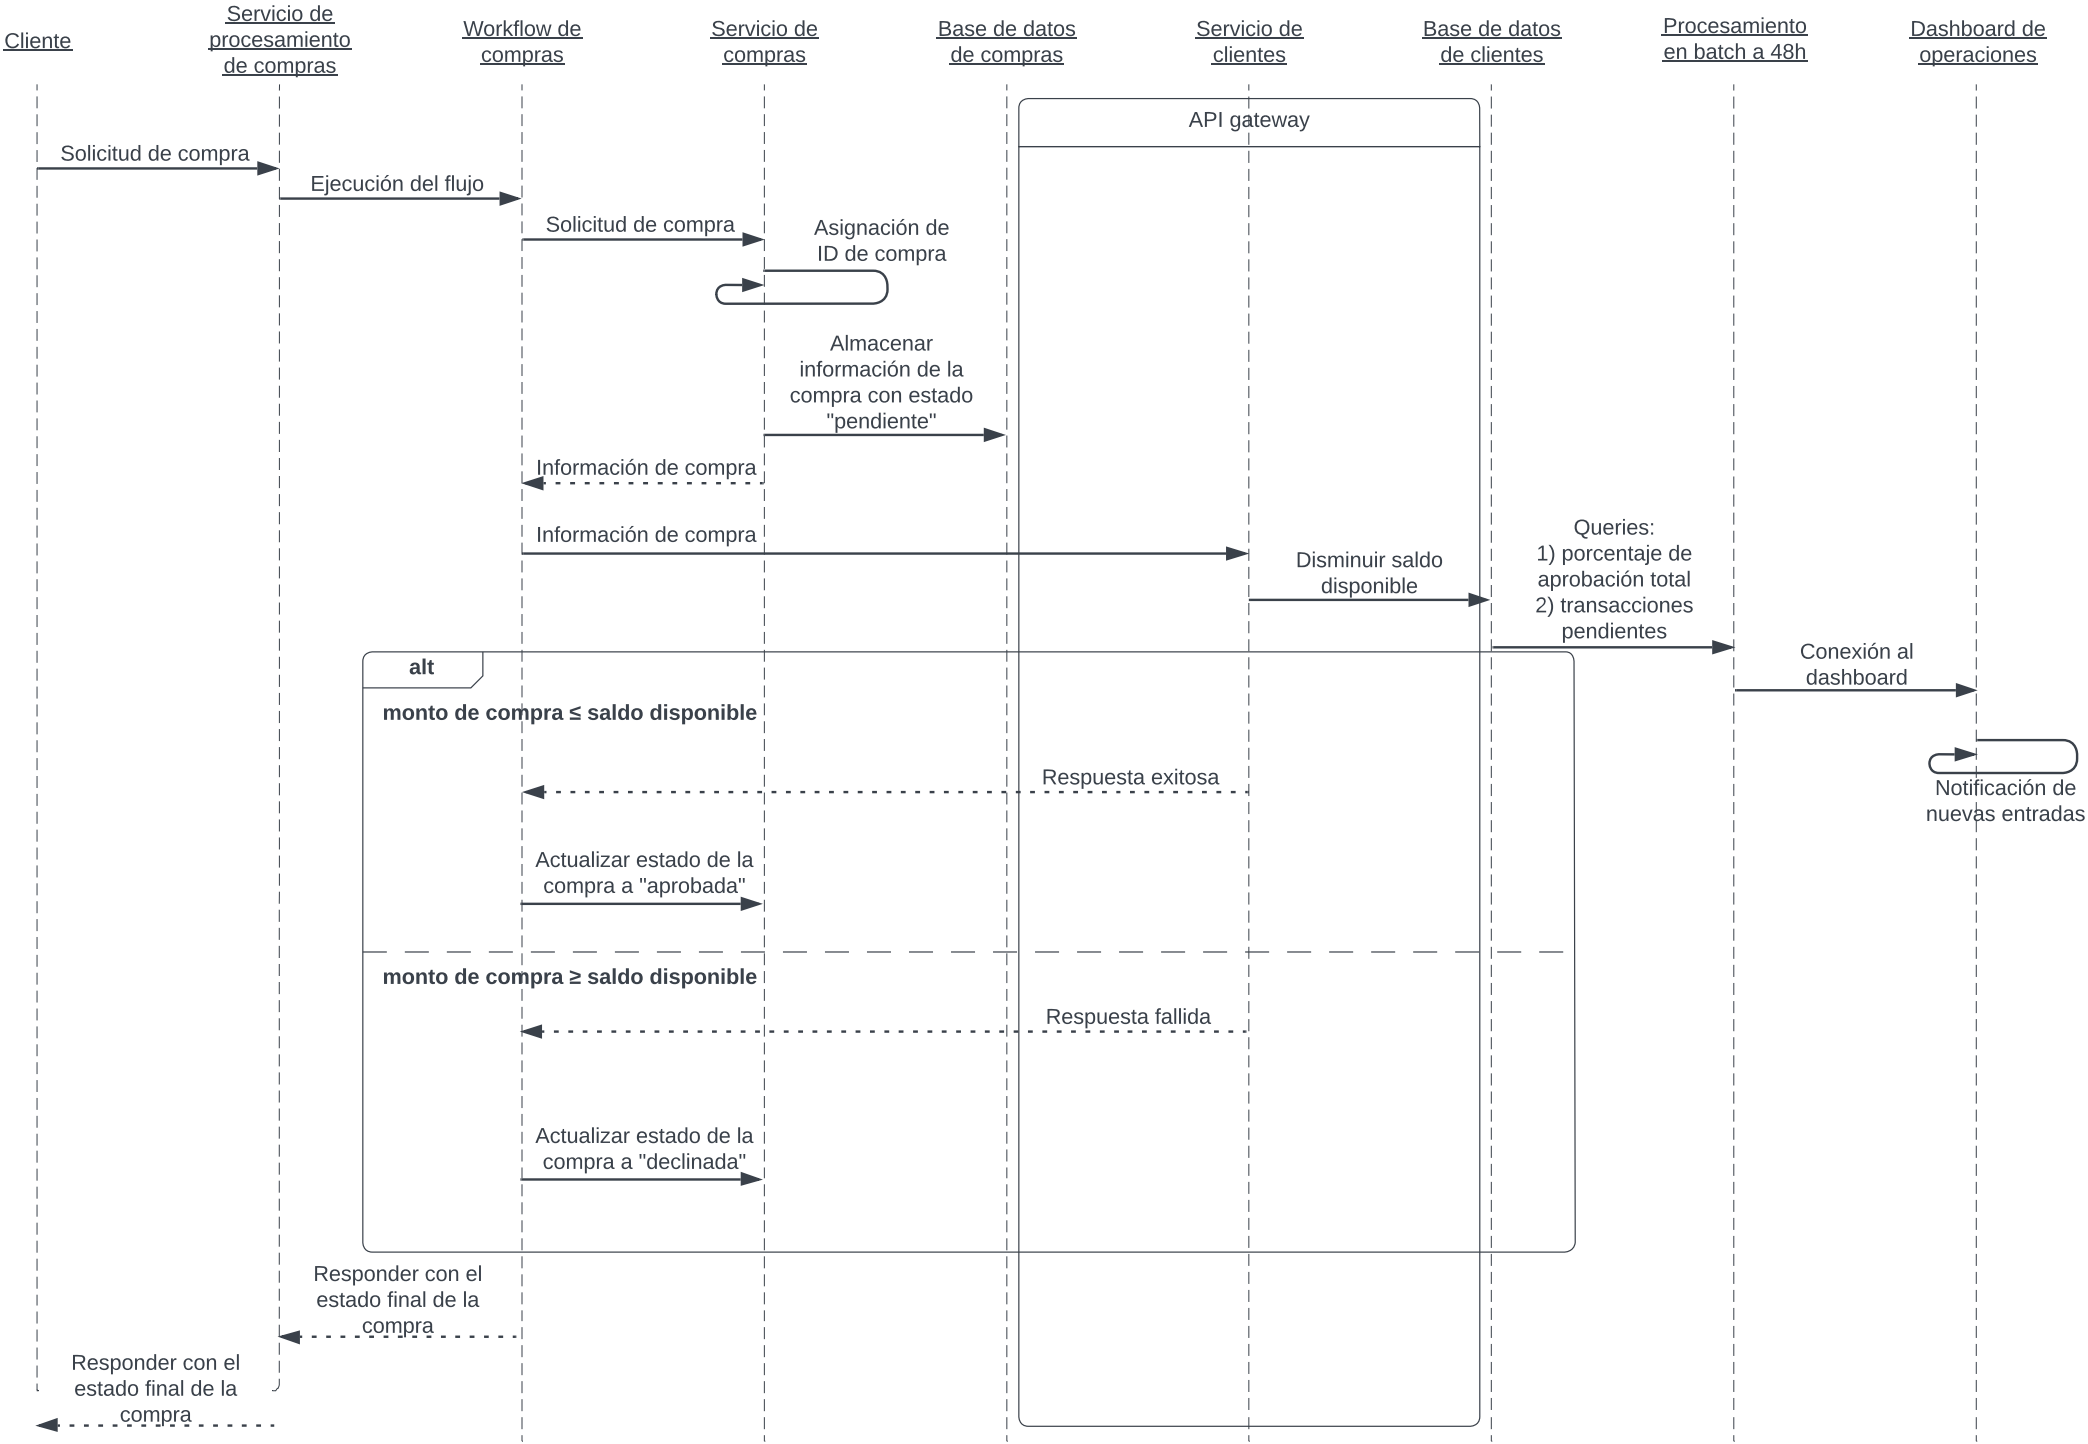 Cliente
Servicio de
procesamiento
de compras
Workflow de
compras
Servicio de
compras
Base de datos
de compras
Servicio de
clientes
Base de datos
de clientes
Procesamiento
en batch a 48h
Dashboard de
operaciones
API gateway
Solicitud de compra
Ejecución del flujo
Solicitud de compra
Asignación de
ID de compra
Almacenar
información de la
compra con estado
"pendiente"
Información de compra
Información de compra
Disminuir saldo
disponible
Queries:
1) porcentaje de
aprobación total
2) transacciones
pendientes
Conexión al
dashboard
Notificación de
nuevas entradas
alt
monto de compra ≤ saldo disponible
Respuesta exitosa
Actualizar estado de la
compra a "aprobada"
monto de compra ≥ saldo disponible
Respuesta fallida
Actualizar estado de la
compra a "declinada"
Responder con el
estado final de la
compra
Responder con el
estado final de la
compra